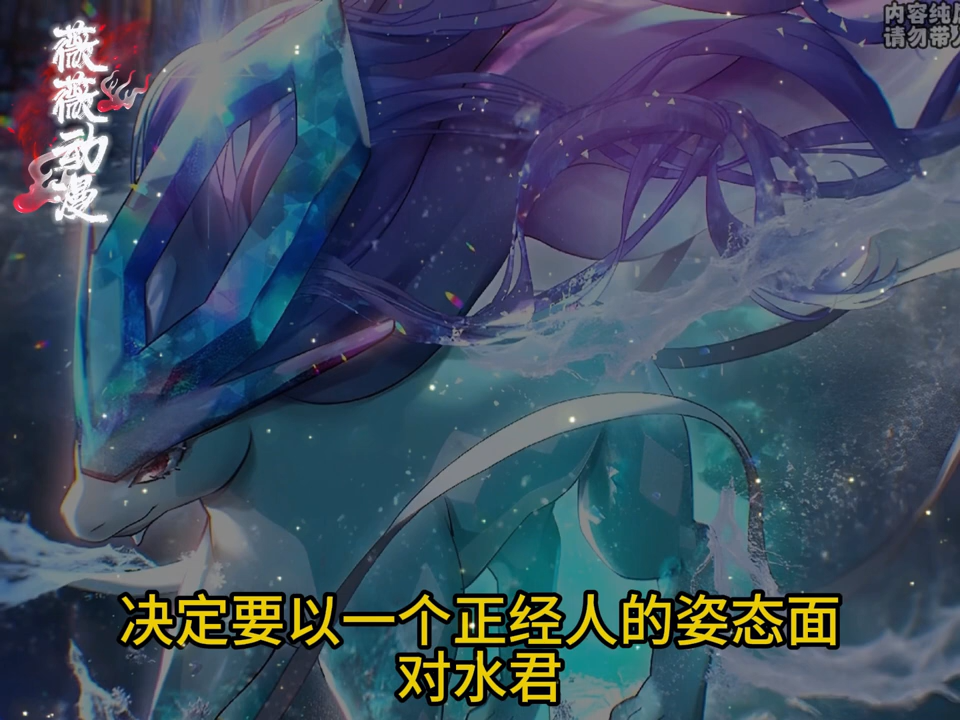 薇薇动漫
内容纯
请勿带
决定要以一个正经人的姿态面
对水君